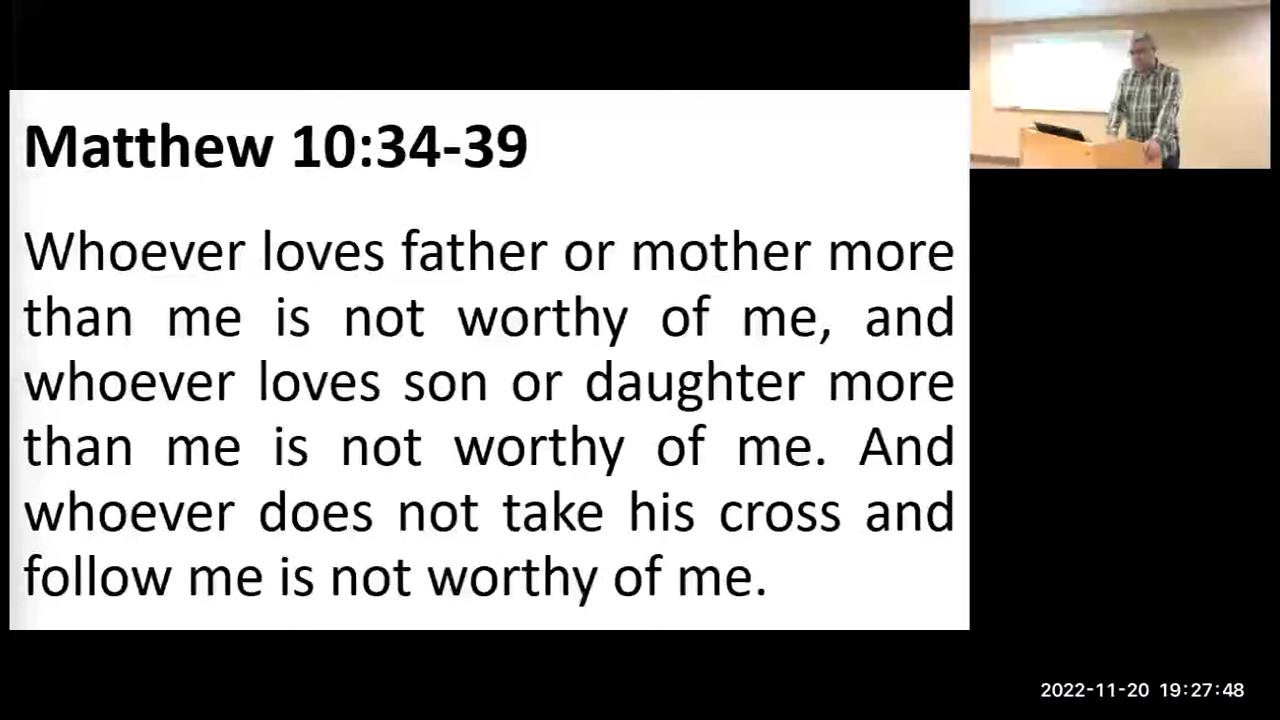 Matthew 10:34-39
Whoever loves father or mother more
than me is not worthy of me, and
whoever loves son or daughter more
than me is not worthy of me. And
whoever does not take his cross and
follow me is not worthy of me.
2022-11-20 19:27:48